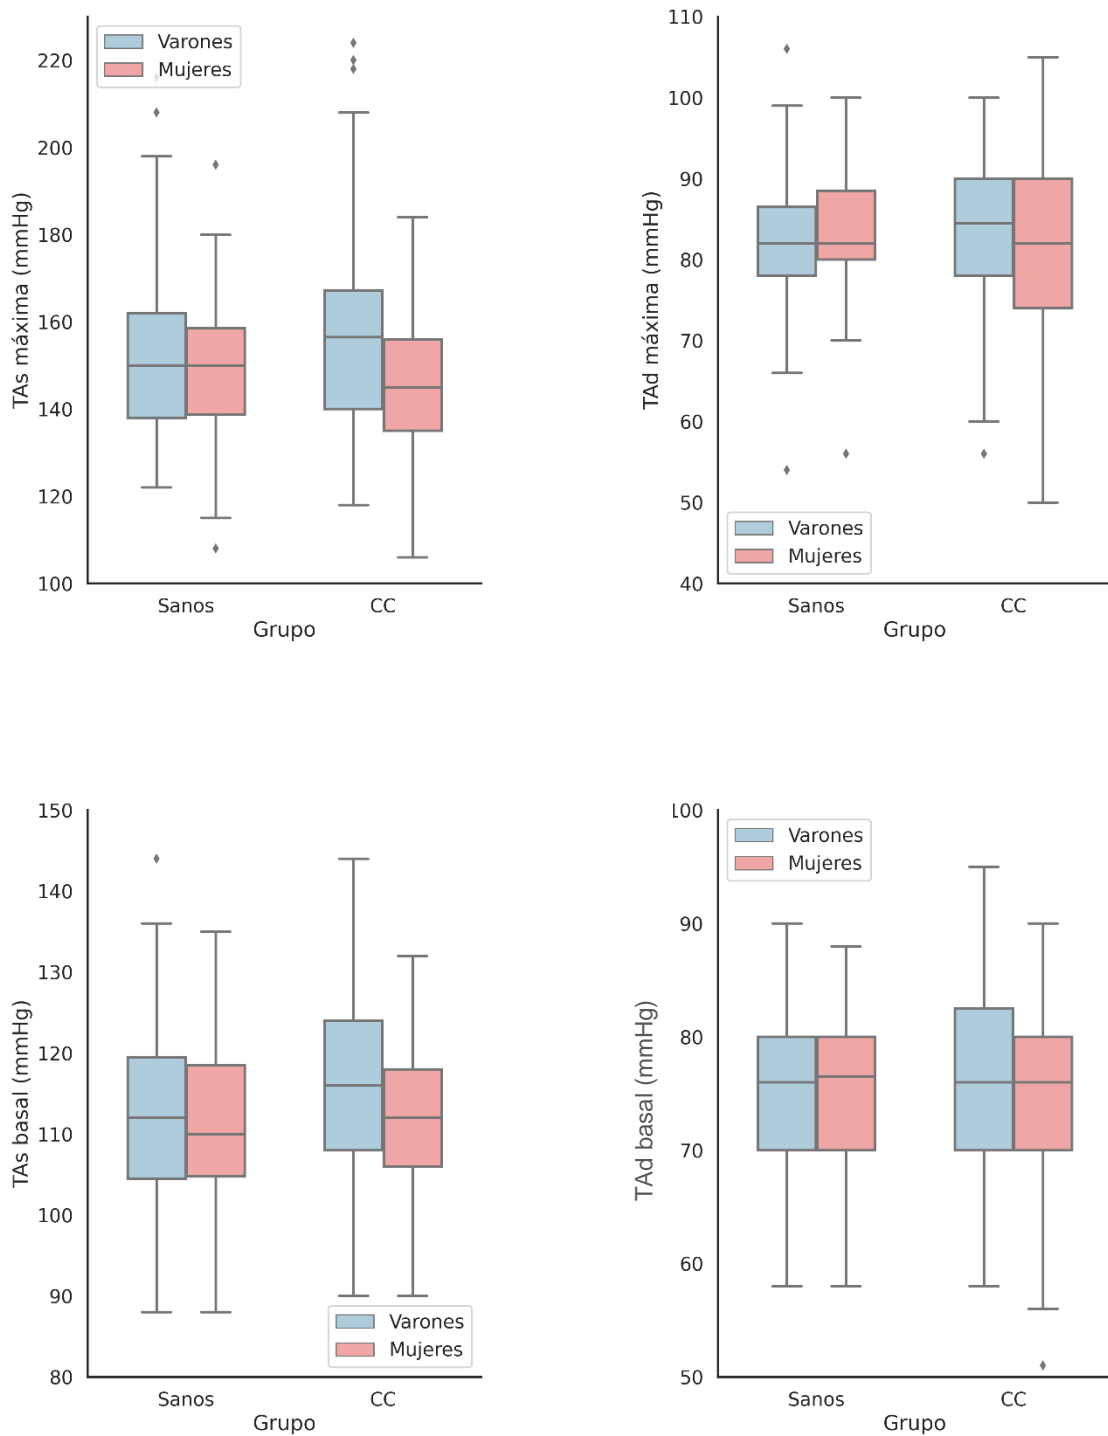 TAs máxima (mmHg)
220
200
180
160
140
120
100
Varones
Mujeres
Sanos
CC
Grupo
TAd máxima (mmHg)
110
100
90
80
70
60
50
40
Varones
Mujeres
Sanos
CC
Grupo
TAs basal (mmHg)
150
140
130
120
110
100
90
80
Varones
Mujeres
Sanos
CC
Grupo
TAd basal (mmHg)
100
90
80
70
60
50
Varones
Mujeres
Sanos
CC
Grupo